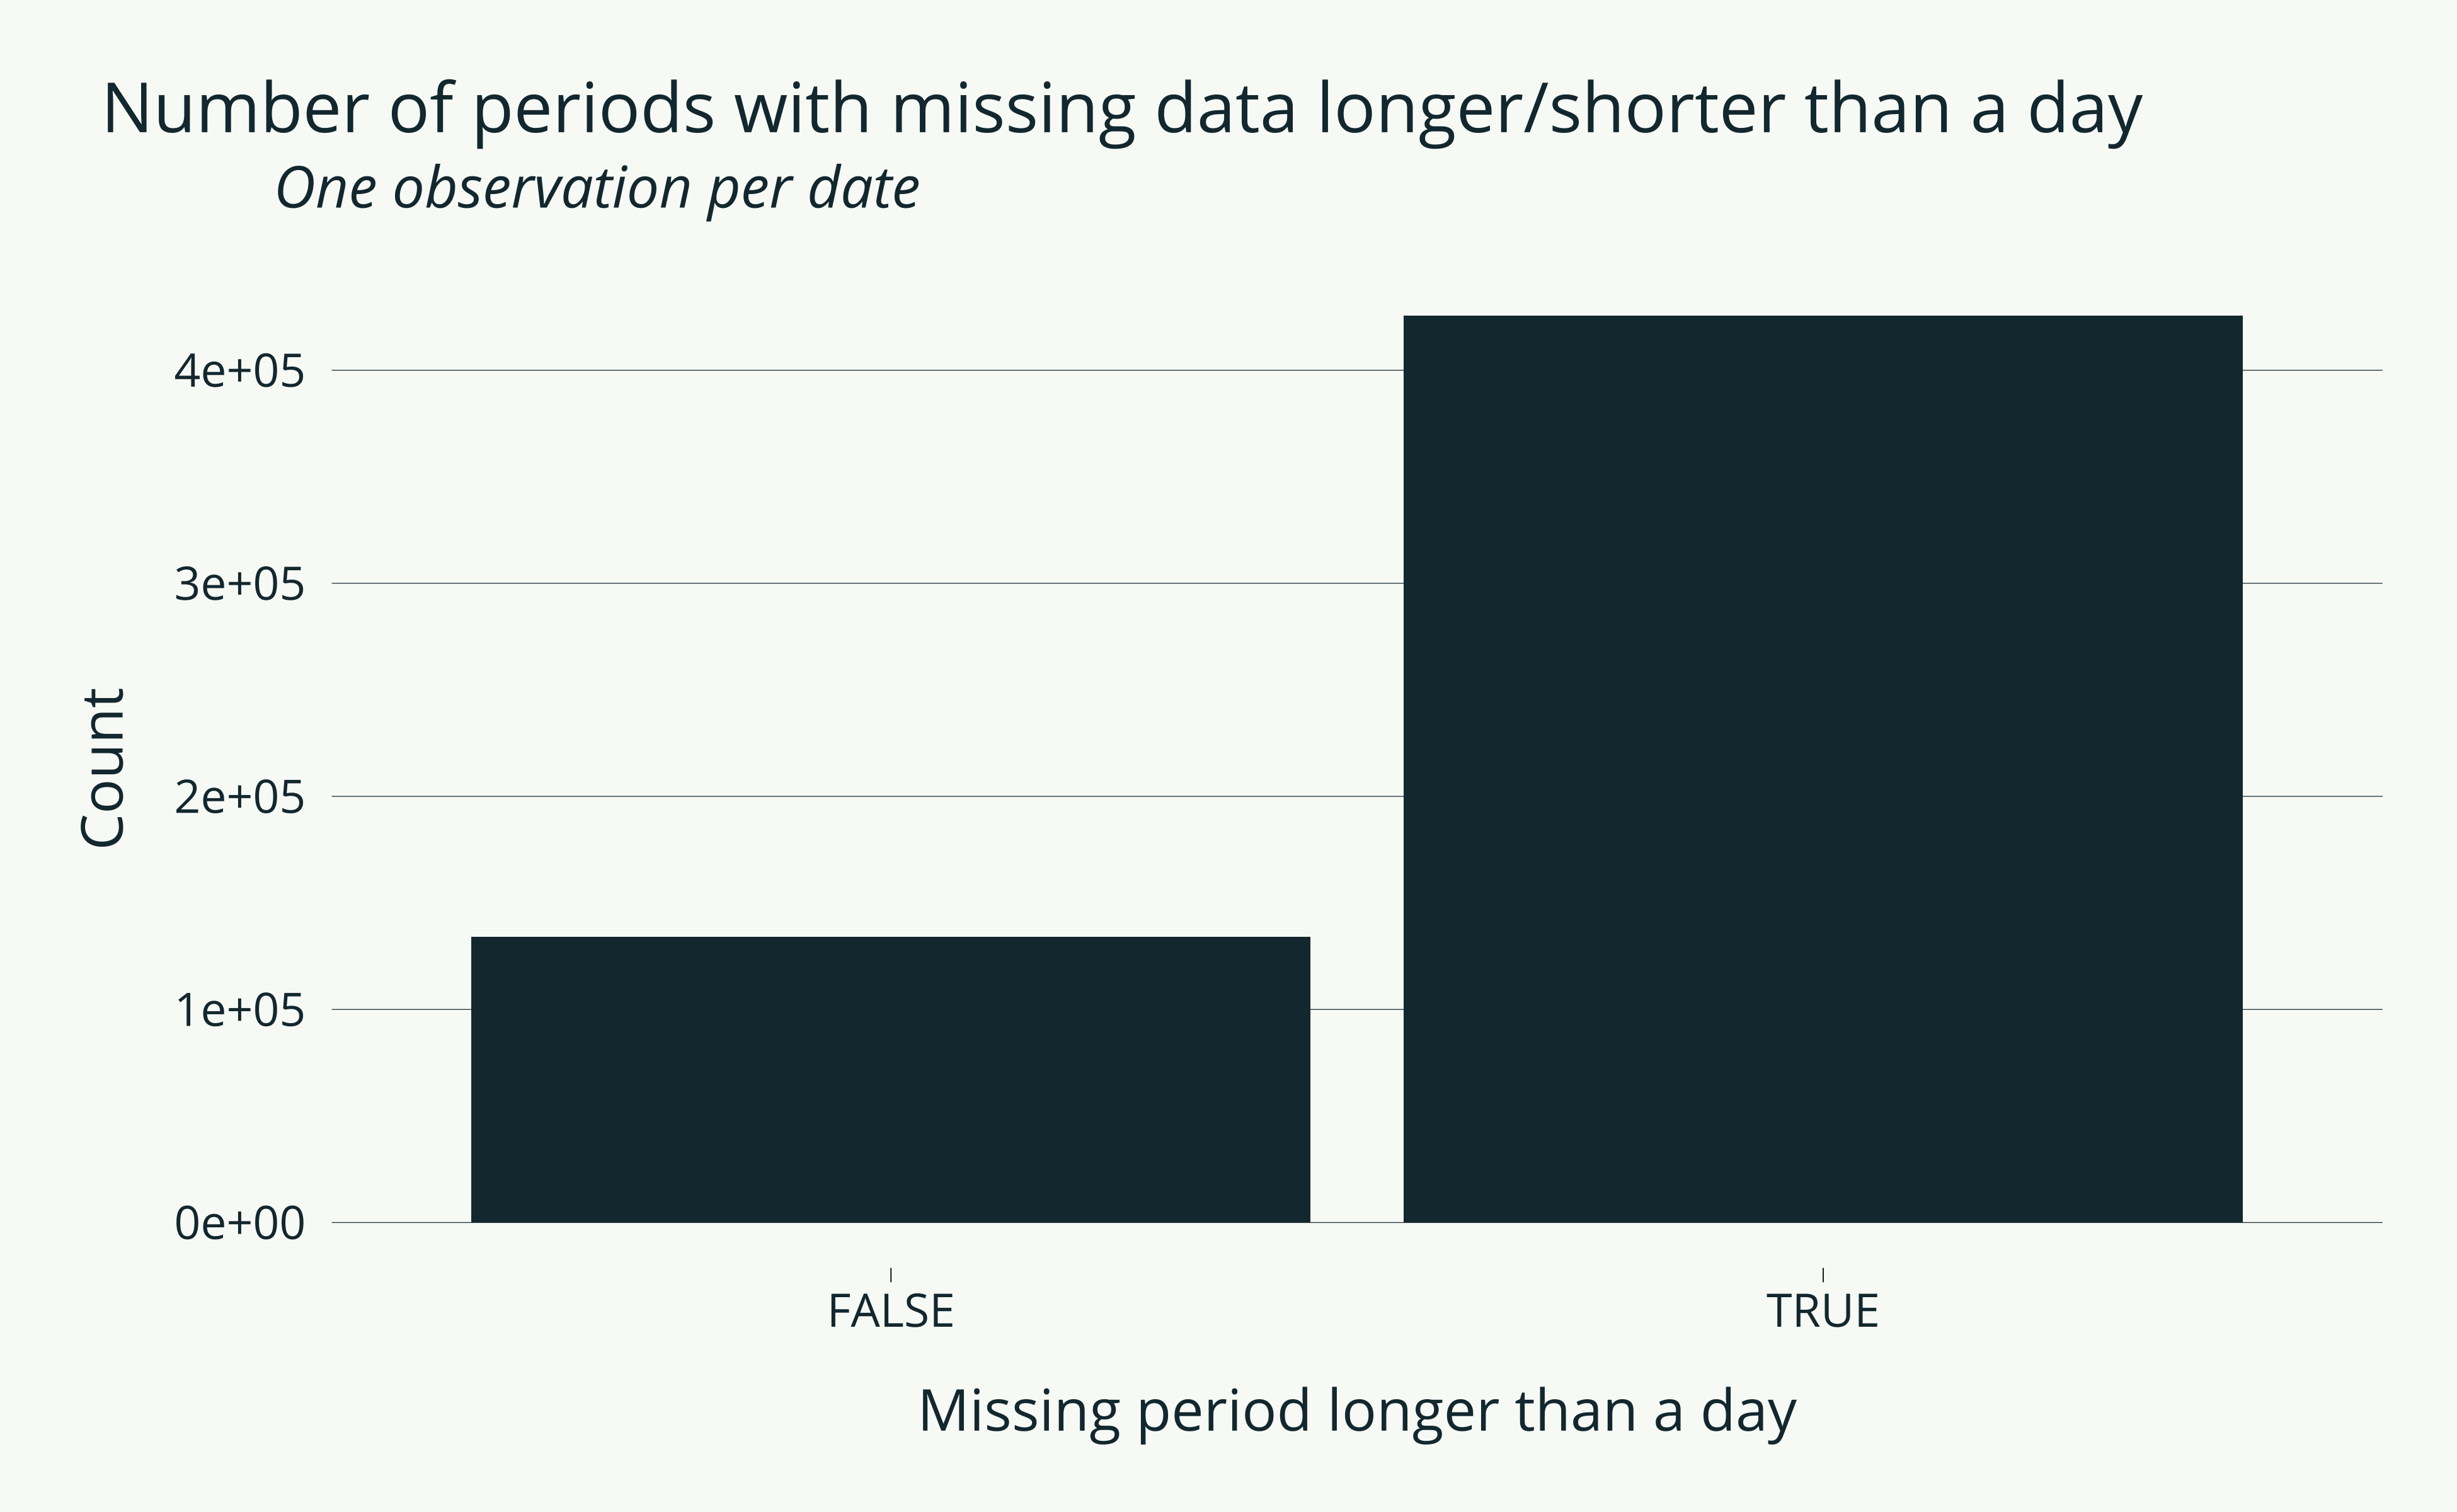 Number of periods with missing data longer/shorter than a day
One observation per date
Count
4e+05
3e+05
2e+05
1e+05
0e+00
FALSE
TRUE
Missing period longer than a day